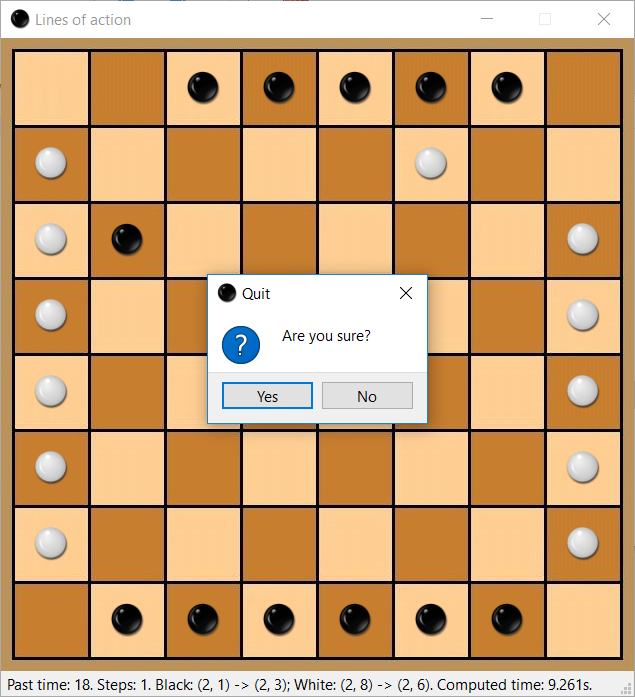 Lines of action
Quit
?
Are you sure?
Yes
No
Past time: 18. Steps: 1. Black: (2, 1) -> (2, 3); White: (2, 8) -> (2, 6). Computed time: 9.261s.